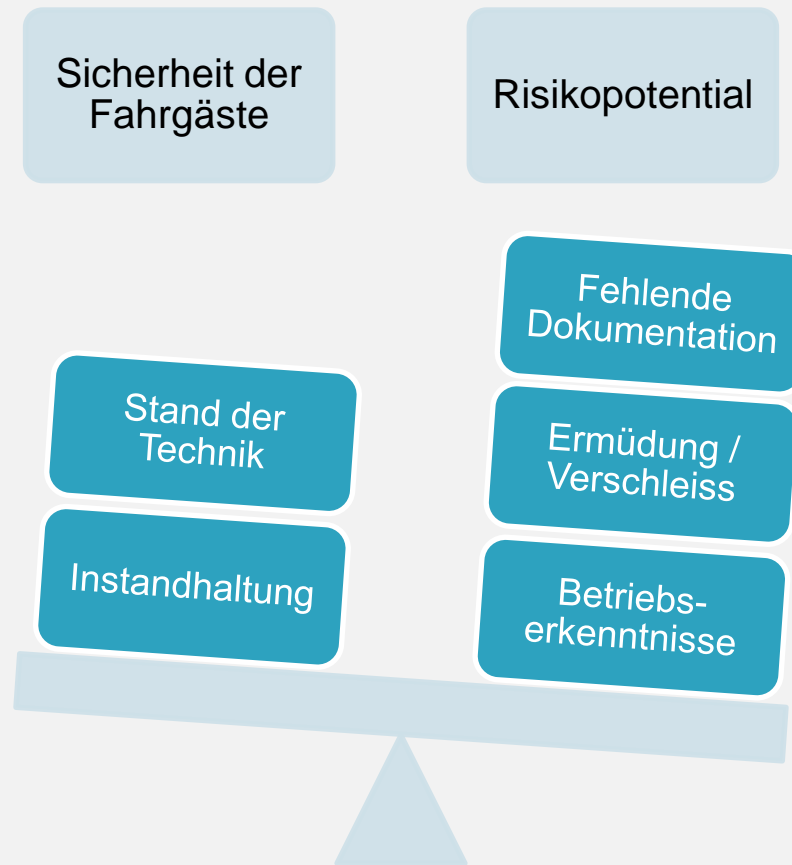 Sicherheit der
Fahrgäste
Risikopotential
Fehlende
Dokumentation
Stand der
Technik
Ermüdung /
Verschleiss
Instandhaltung
Betriebs-
erkenntnisse